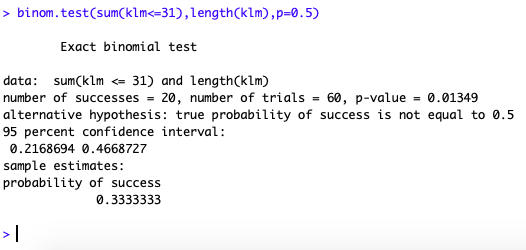 > binom.test(sum(klm<=31),length(klm),p=0.5)
Exact binomial test
data:  sum(klm <= 31) and length(klm)
number of successes = 20, number of trials = 60, p-value = 0.01349
alternative hypothesis: true probability of success is not equal to 0.5
95 percent confidence interval:
0.2168694 0.4668727
sample estimates:
probability of success
0.3333333
>